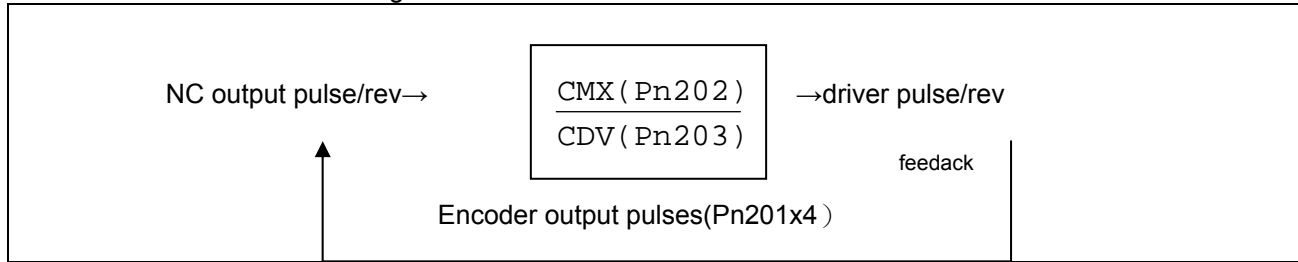 NC output pulse/rev→ CMX(Pn202) →driver pulse/rev
CDV(Pn203)
feedack
Encoder output pulses(Pn201x4）